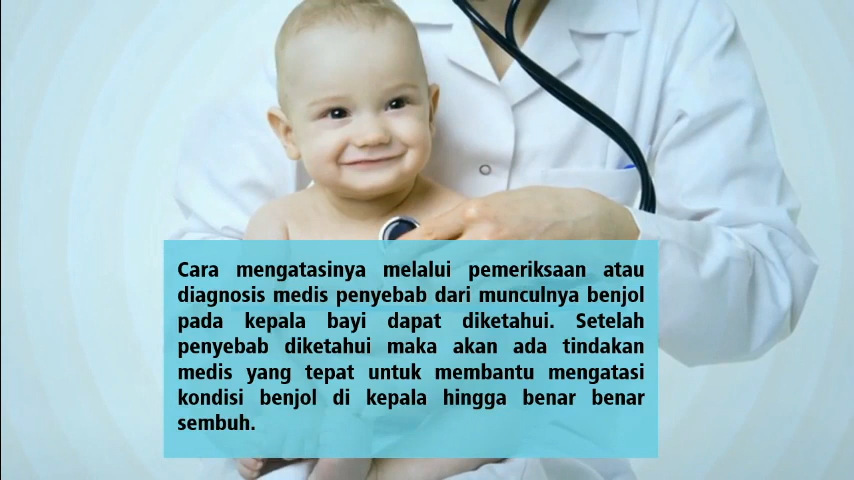 Cara mengatasinya melalui pemeriksaan atau
diagnosis medis penyebab dari munculnya benjol
pada kepala bayi dapat diketahui. Setelah
penyebab diketahui maka akan ada tindakan
medis yang tepat untuk membantu mengatasi
kondisi benjol di kepala hingga benar benar
sembuh.